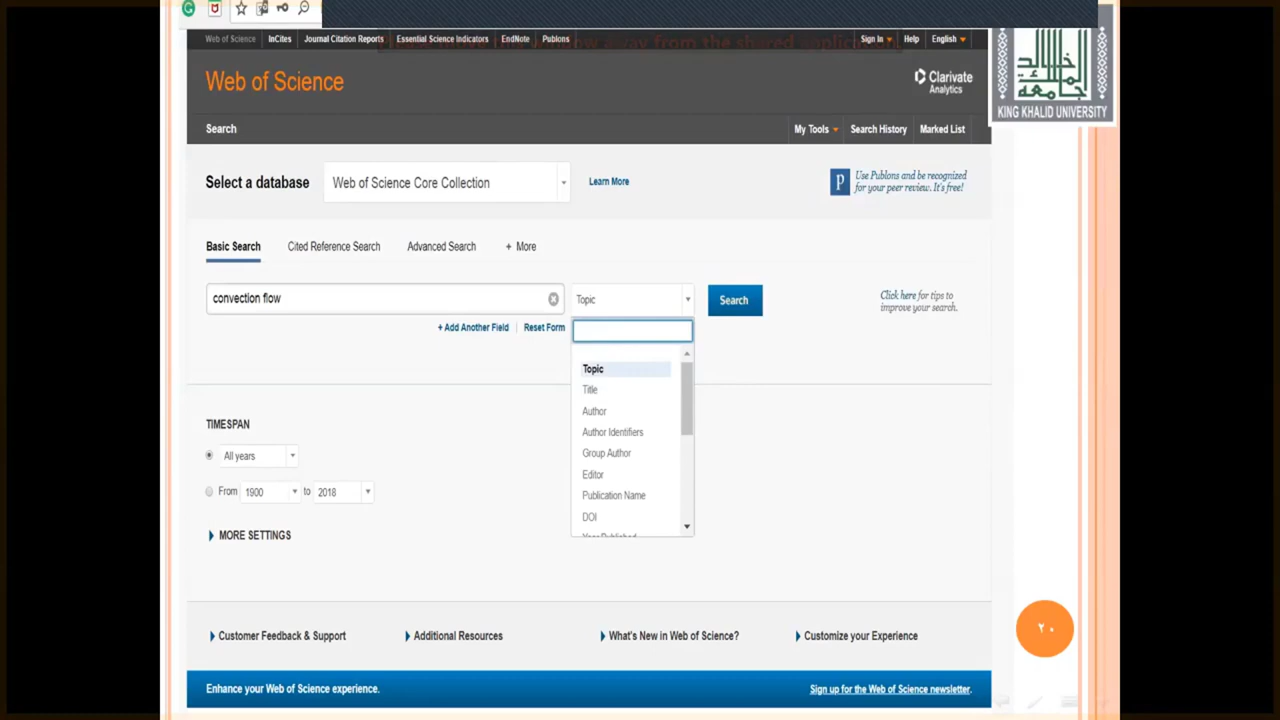 Web of Science InCites Journal Citation Reports Essential Science Indicators EndNote Publons Sign In Help English
away from the shared
Web of Science
Clarivate
Analytics
جامعة الملك خالد
KING KHALID UNIVERSITY
Search My Tools Search History Marked List
Select a database Web of Science Core Collection Learn More
p Use Publons and be recognized
for your peer review. It's free!
Basic Search Cited Reference Search Advanced Search + More
convection flow Topic Search
Click here for tips to
improve your search.
+ Add Another Field Reset Form
Topic
Title
Author
Author Identifiers
Group Author
Editor
Publication Name
DOI
Year Published
TIMESPAN
All years
From 1900 to 2018
MORE SETTINGS
Customer Feedback & Support Additional Resources What's New in Web of Science? Customize your Experience
٢٠
Enhance your Web of Science experience. Sign up for the Web of Science newsletter.